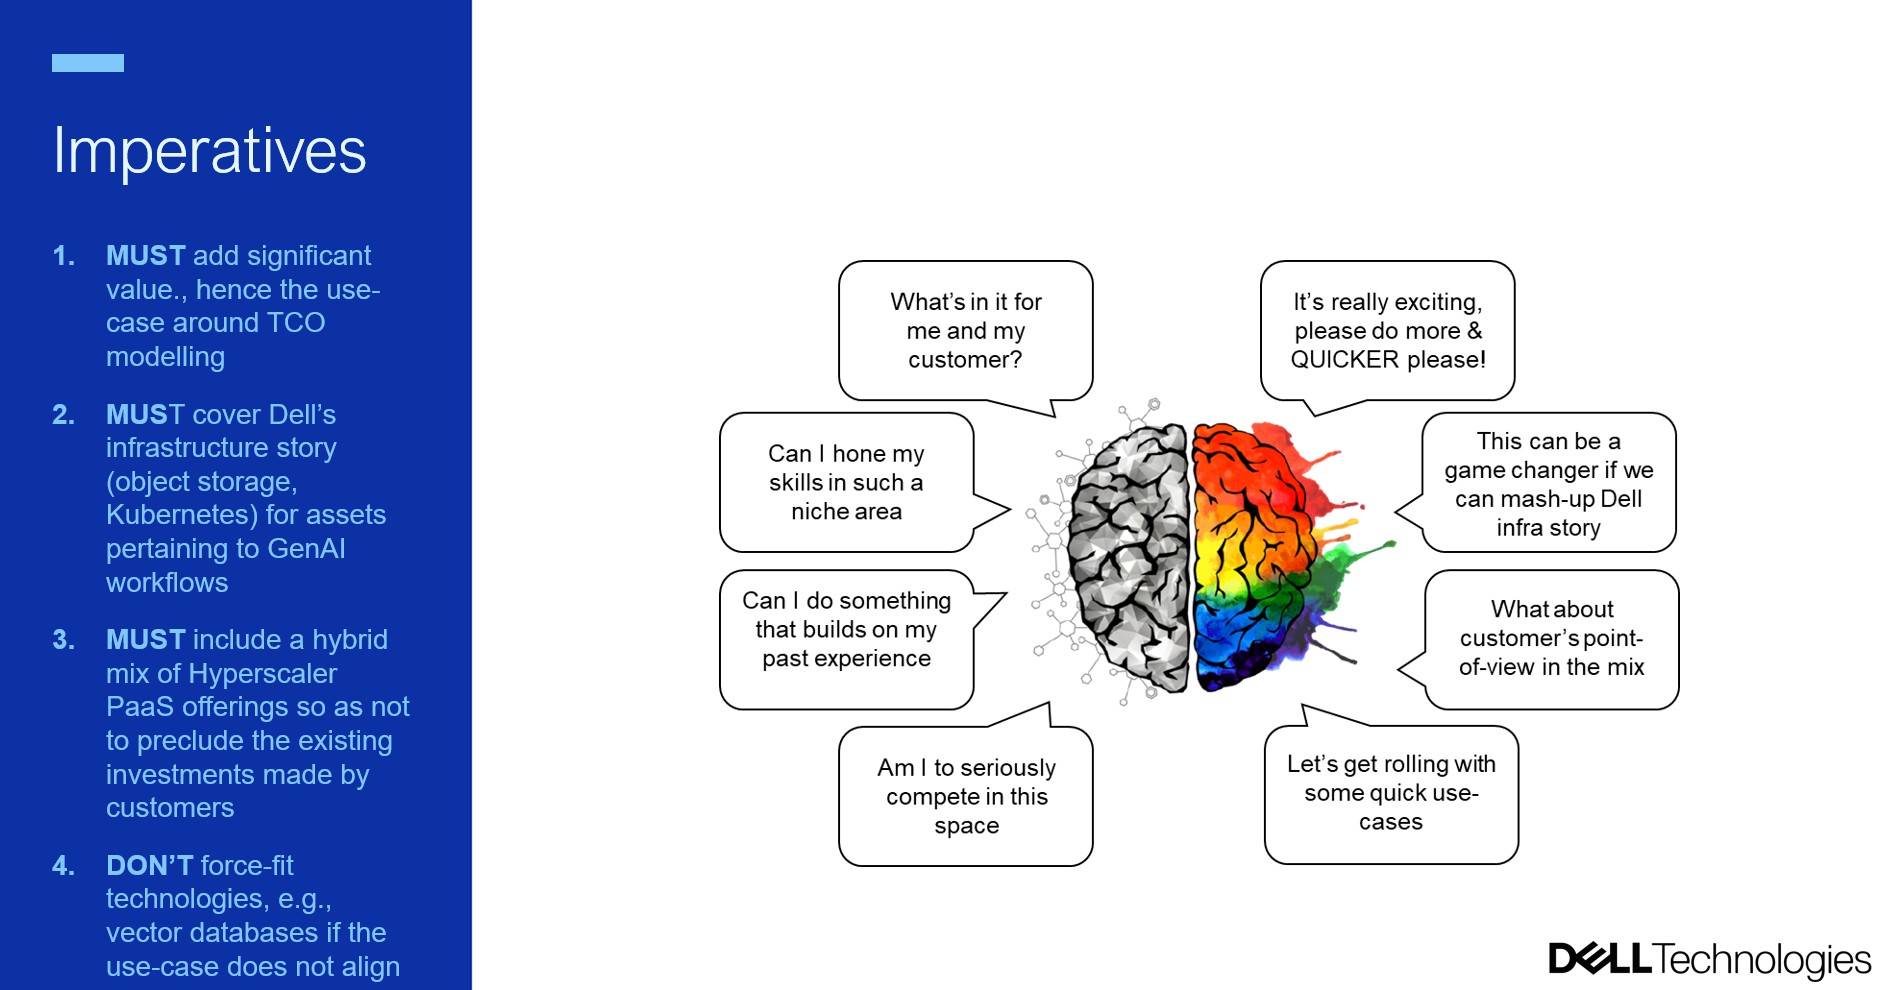 Imperatives
1. MUST add significant
value., hence the use-
case around TCO
modelling
2. MUST cover Dell’s
infrastructure story
(object storage,
Kubernetes) for assets
pertaining to GenAI
workflows
3. MUST include a hybrid
mix of Hyperscaler
PaaS offerings so as not
to preclude the existing
investments made by
customers
4. DON’T force-fit
technologies, e.g.,
vector databases if the
use-case does not align
What’s in it for
me and my
customer?
Can I hone my
skills in such a
niche area
Can I do something
that builds on my
past experience
Am I to seriously
compete in this
space
It’s really exciting,
please do more &
QUICKER please!
This can be a
game changer if we
can mash-up Dell
infra story
What about
customer’s point-
of-view in the mix
Let’s get rolling with
some quick use-
cases
DELL Technologies